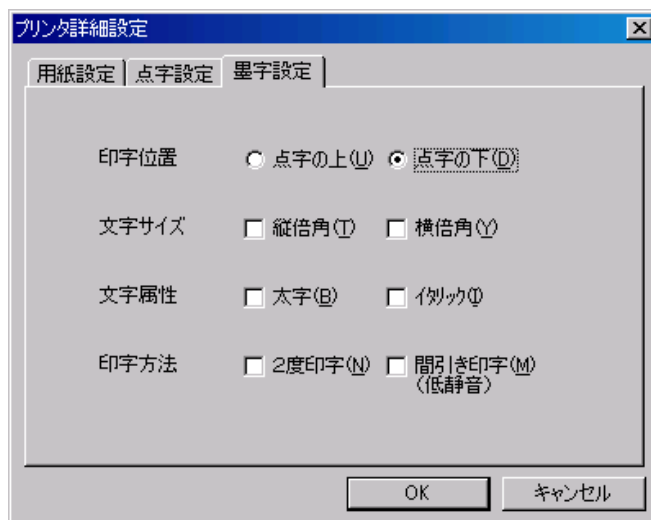 プリンタ詳細設定
用紙設定 点字設定 墨字設定
印字位置 点字の上(U) 点字の下(D)
文字サイズ 縦倍角(T) 横倍角(Y)
文字属性 太字(B) ｲﾀﾘｯｸ(I)
印字方法 2度印字(N) 間引き印字(M)
(低静音)
OK キャンセル